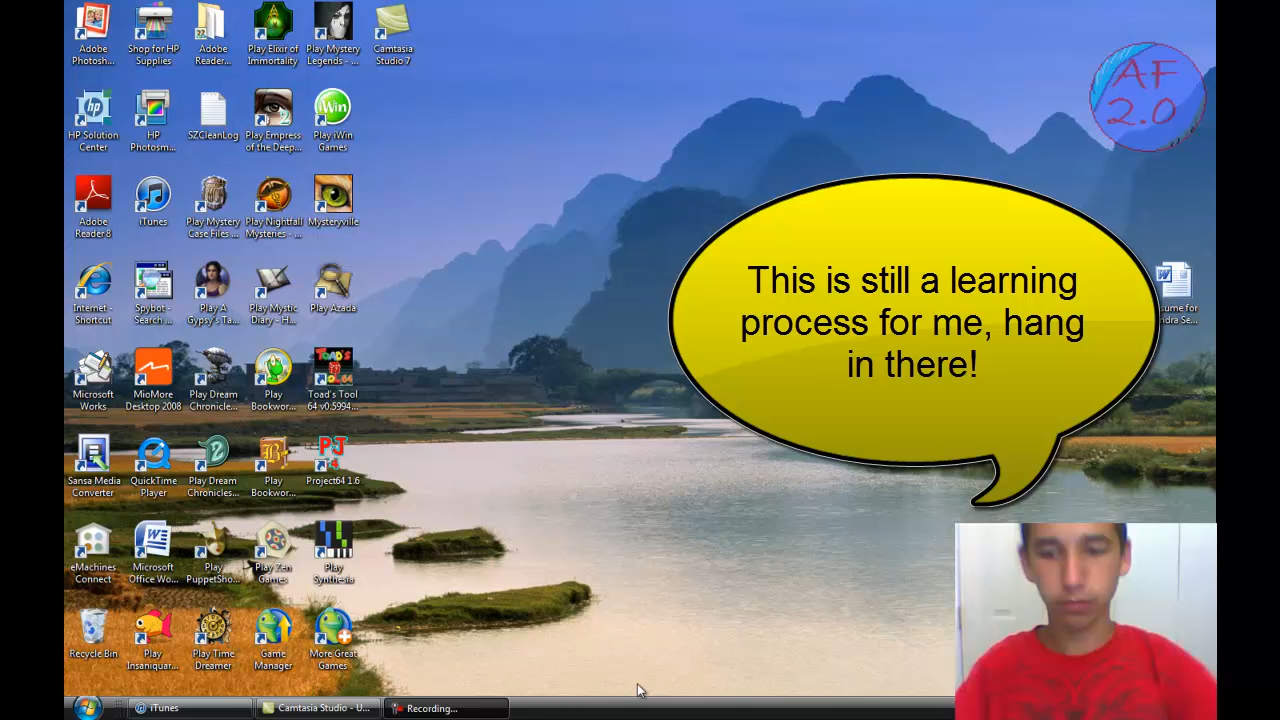 Adobe Photosh...
Shop for HP Supplies
Adobe Reader...
Play Elixir of Immortality
Play Mystery Legends - ...
Camtasia Studio 7
AF
2.0
HP Solution Center
HP Photosm...
SZCleanLog
Play Empress of the Deep...
iWin
Play iWin Games
Adobe Reader 8
iTunes
Play Mystery Case Files ...
Play Nightfall Mysteries - ...
Mysteryville
This is still a learning
process for me, hang
in there!
Internet - Shortcut
Spybot - Search ...
Play A Gypsy's Ta...
Play Mystic Diary - H...
Play Azada
sume for
ndra Se...
Microsoft Works
MioMore Desktop 2008
Play Dream Chronicle...
Play Bookwor...
Toad's Tool 64 v0.5994...
Sansa Media Converter
QuickTime Player
Play Dream Chronicles...
Play Bookwor...
Project64 1.6
eMachines Connect
Microsoft Office Wo...
Play PuppetSho...
Play Zen Games
Play Synthesia
Recycle Bin
Play Insaniquar...
Play Time Dreamer
Game Manager
More Great Games
iTunes
Camtasia Studio - U...
Recording...